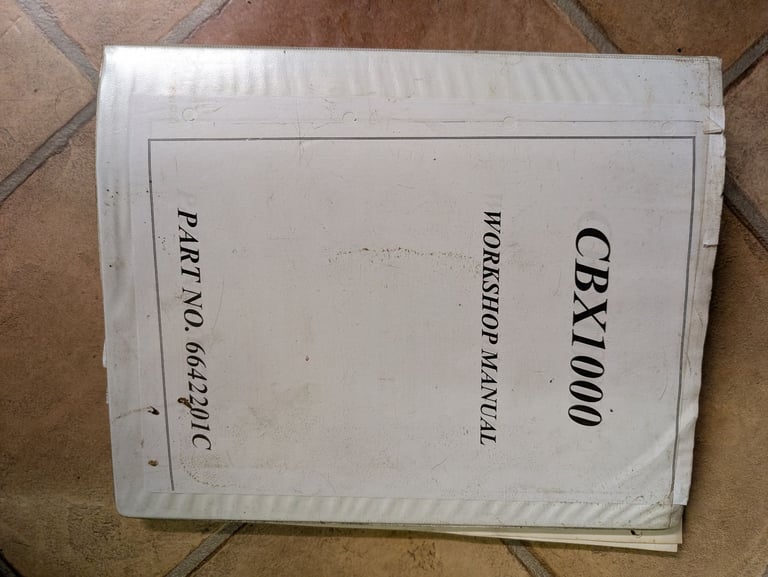 CBX1000
WORKSHOP MANUAL
PART NO. 6642201C